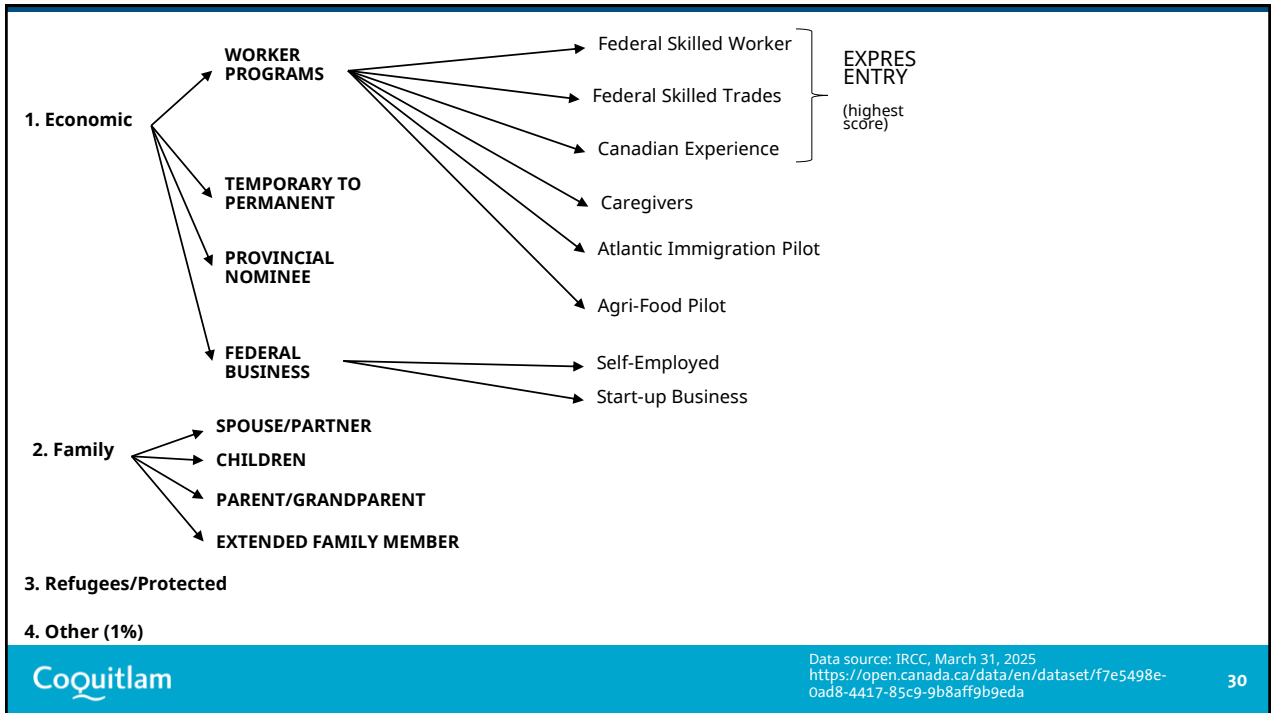 1. Economic
WORKER
PROGRAMS
Federal Skilled Worker
Federal Skilled Trades
Canadian Experience
EXPRES
ENTRY
(highest
score)
Caregivers
Atlantic Immigration Pilot
Agri-Food Pilot
TEMPORARY TO
PERMANENT
PROVINCIAL
NOMINEE
FEDERAL
BUSINESS
Self-Employed
Start-up Business
2. Family
SPOUSE/PARTNER
CHILDREN
PARENT/GRANDPARENT
EXTENDED FAMILY MEMBER
3. Refugees/Protected
4. Other (1%)
Coquitlam
Data source: IRCC, March 31, 2025
https://open.canada.ca/data/en/dataset/f7e5498e-
0ad8-4417-85c9-9b8aff9b9eda
30